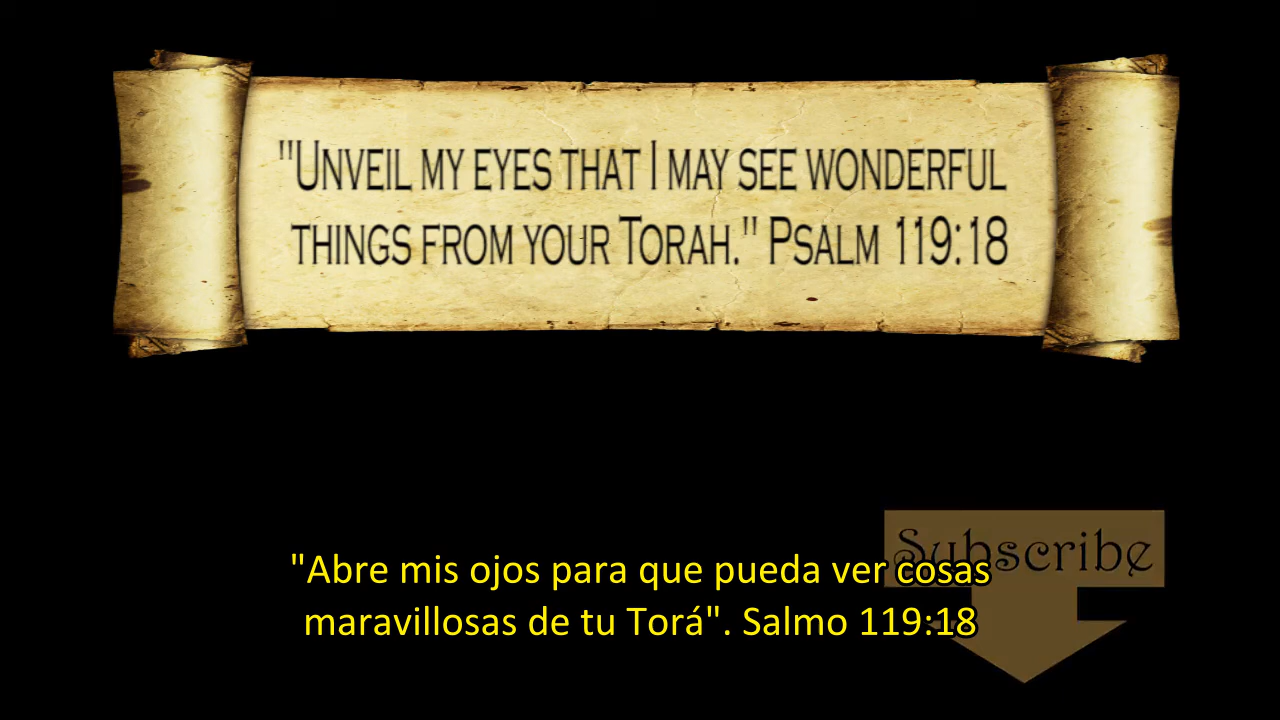 "Unveil my eyes that I may see wonderful
things from your Torah." Psalm 119:18
Subscribe
"Abre mis ojos para que pueda ver cosas
maravillosas de tu Torá". Salmo 119:18